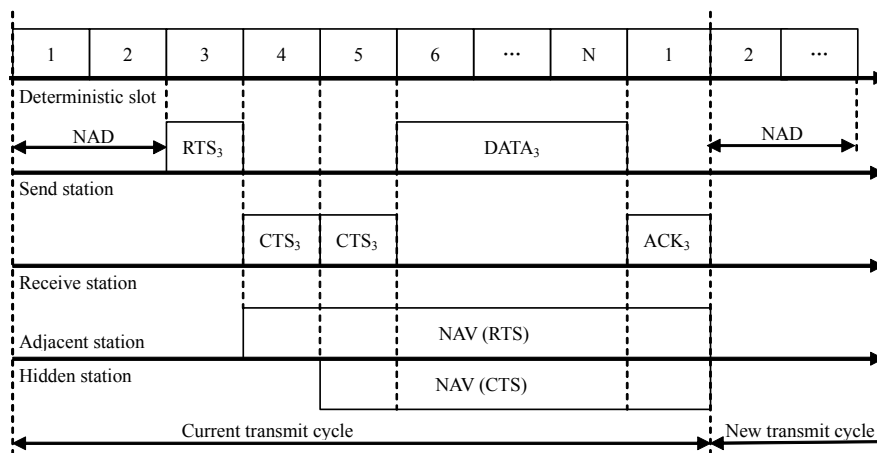 1 2 3 4 5 6 ... N 1 2 ...
Deterministic slot
NAD RTS₃ DATA₃ NAD
Send station
CTS₃ CTS₃ ACK₃
Receive station
Adjacent station NAV (RTS)
Hidden station NAV (CTS)
Current transmit cycle New transmit cycle